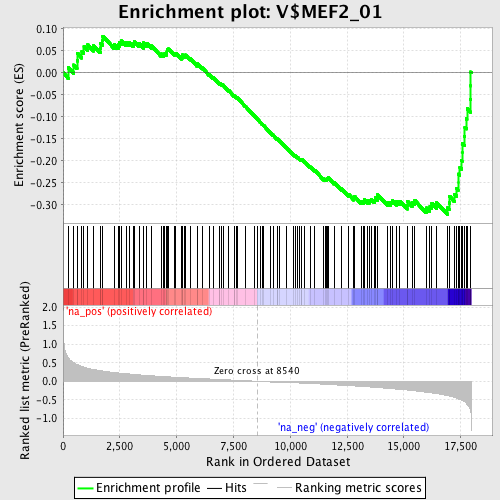 Enrichment plot: V$MEF2_01
Enrichment score (ES)
0.10
0.05
0.00
-0.05
-0.10
-0.15
-0.20
-0.25
-0.30
'na_pos' (positively correlated)
Ranked list metric (PreRanked)
2.0
1.5
1.0
0.5
0.0
-0.5
-1.0
Zero cross at 8540
'na_neg' (negatively correlated)
0 2,500 5,000 7,500 10,000 12,500 15,000 17,500
Rank in Ordered Dataset
Enrichment profile Hits Ranking metric scores